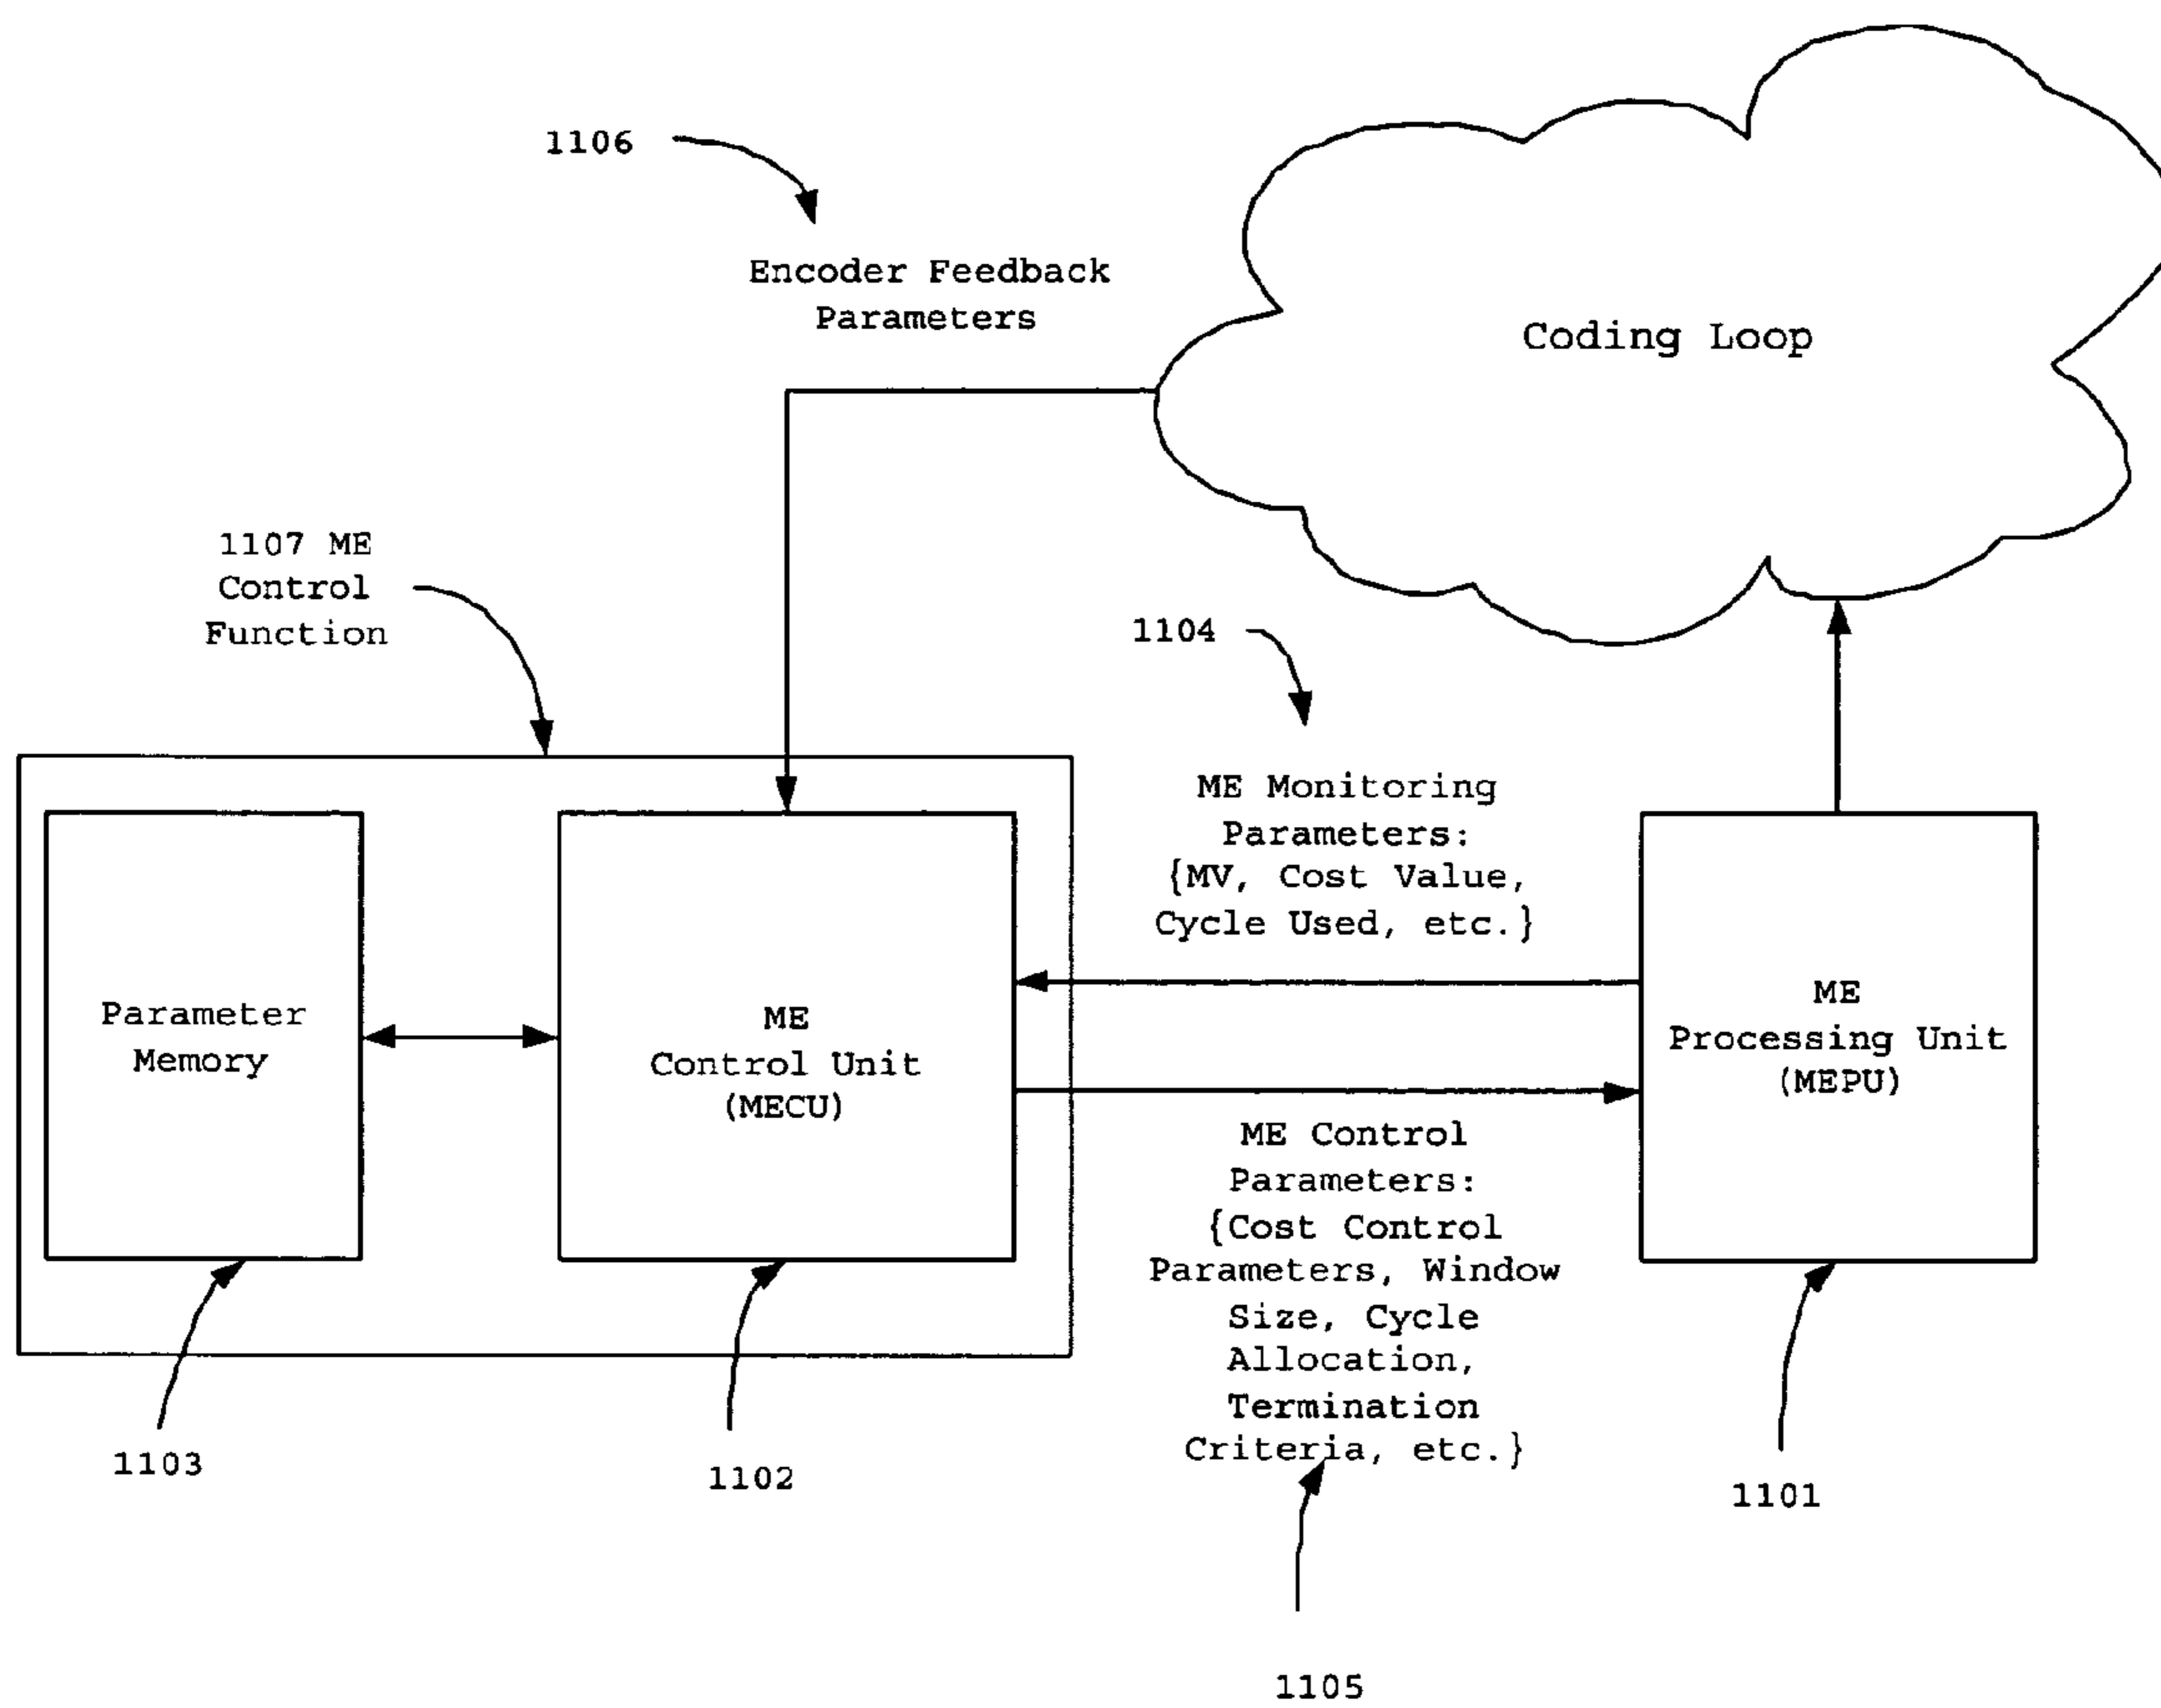 1106
Encoder Feedback
Parameters
Coding Loop
1107 ME
Control
Function
1104
ME Monitoring
Parameters:
{MV, Cost Value,
Cycle Used, etc.}
Parameter
Memory
ME
Control Unit
(MECU)
ME
Processing Unit
(MEPU)
ME Control
Parameters:
{Cost Control
Parameters, Window
Size, Cycle
Allocation,
Termination
Criteria, etc.}
1103
1102
1101
1105